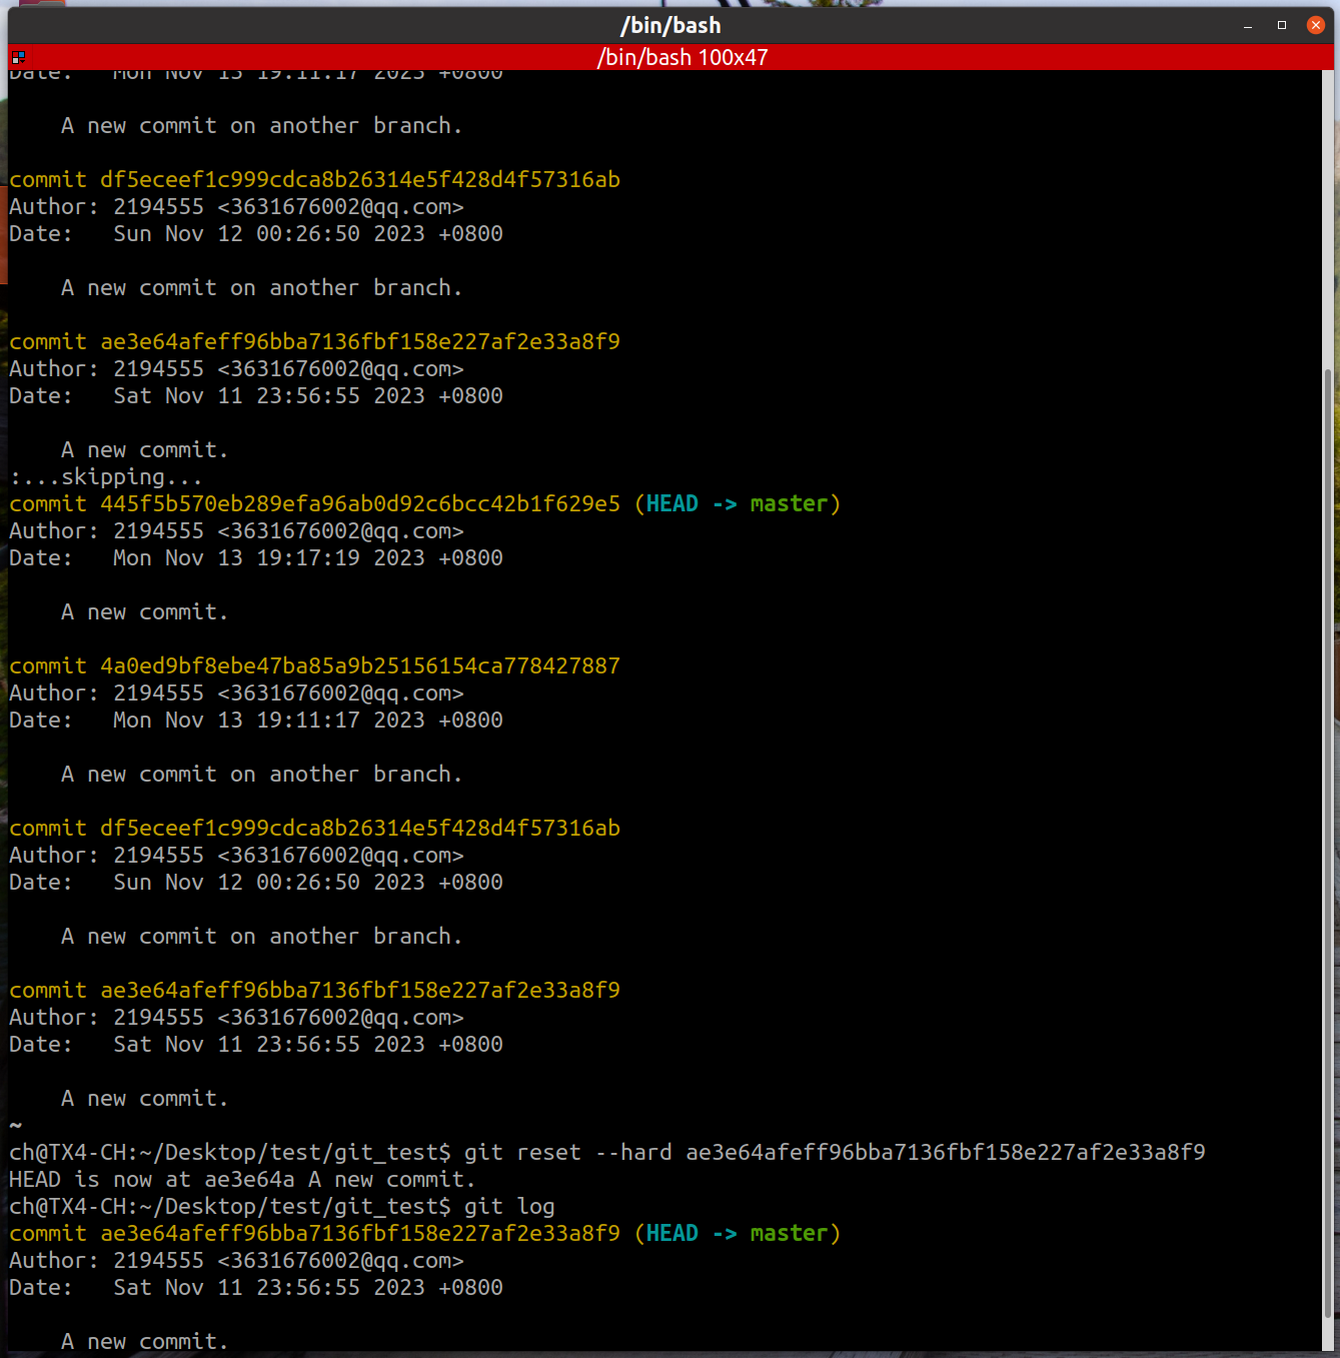 /bin/bash
/bin/bash 100x47
Date:   Mon Nov 13 19:11:17 2023 +0800
    A new commit on another branch.
commit df5eceef1c999cdca8b26314e5f428d4f57316ab
Author: 2194555 <3631676002@qq.com>
Date:   Sun Nov 12 00:26:50 2023 +0800
    A new commit on another branch.
commit ae3e64afeff96bba7136fbf158e227af2e33a8f9
Author: 2194555 <3631676002@qq.com>
Date:   Sat Nov 11 23:56:55 2023 +0800
    A new commit.
:...skipping...
commit 445f5b570eb289efa96ab0d92c6bcc42b1f629e5 (HEAD -> master)
Author: 2194555 <3631676002@qq.com>
Date:   Mon Nov 13 19:17:19 2023 +0800
    A new commit.
commit 4a0ed9bf8ebe47ba85a9b25156154ca778427887
Author: 2194555 <3631676002@qq.com>
Date:   Mon Nov 13 19:11:17 2023 +0800
    A new commit on another branch.
commit df5eceef1c999cdca8b26314e5f428d4f57316ab
Author: 2194555 <3631676002@qq.com>
Date:   Sun Nov 12 00:26:50 2023 +0800
    A new commit on another branch.
commit ae3e64afeff96bba7136fbf158e227af2e33a8f9
Author: 2194555 <3631676002@qq.com>
Date:   Sat Nov 11 23:56:55 2023 +0800
    A new commit.
~
ch@TX4-CH:~/Desktop/test/git_test$ git reset --hard ae3e64afeff96bba7136fbf158e227af2e33a8f9
HEAD is now at ae3e64a A new commit.
ch@TX4-CH:~/Desktop/test/git_test$ git log
commit ae3e64afeff96bba7136fbf158e227af2e33a8f9 (HEAD -> master)
Author: 2194555 <3631676002@qq.com>
Date:   Sat Nov 11 23:56:55 2023 +0800
    A new commit.